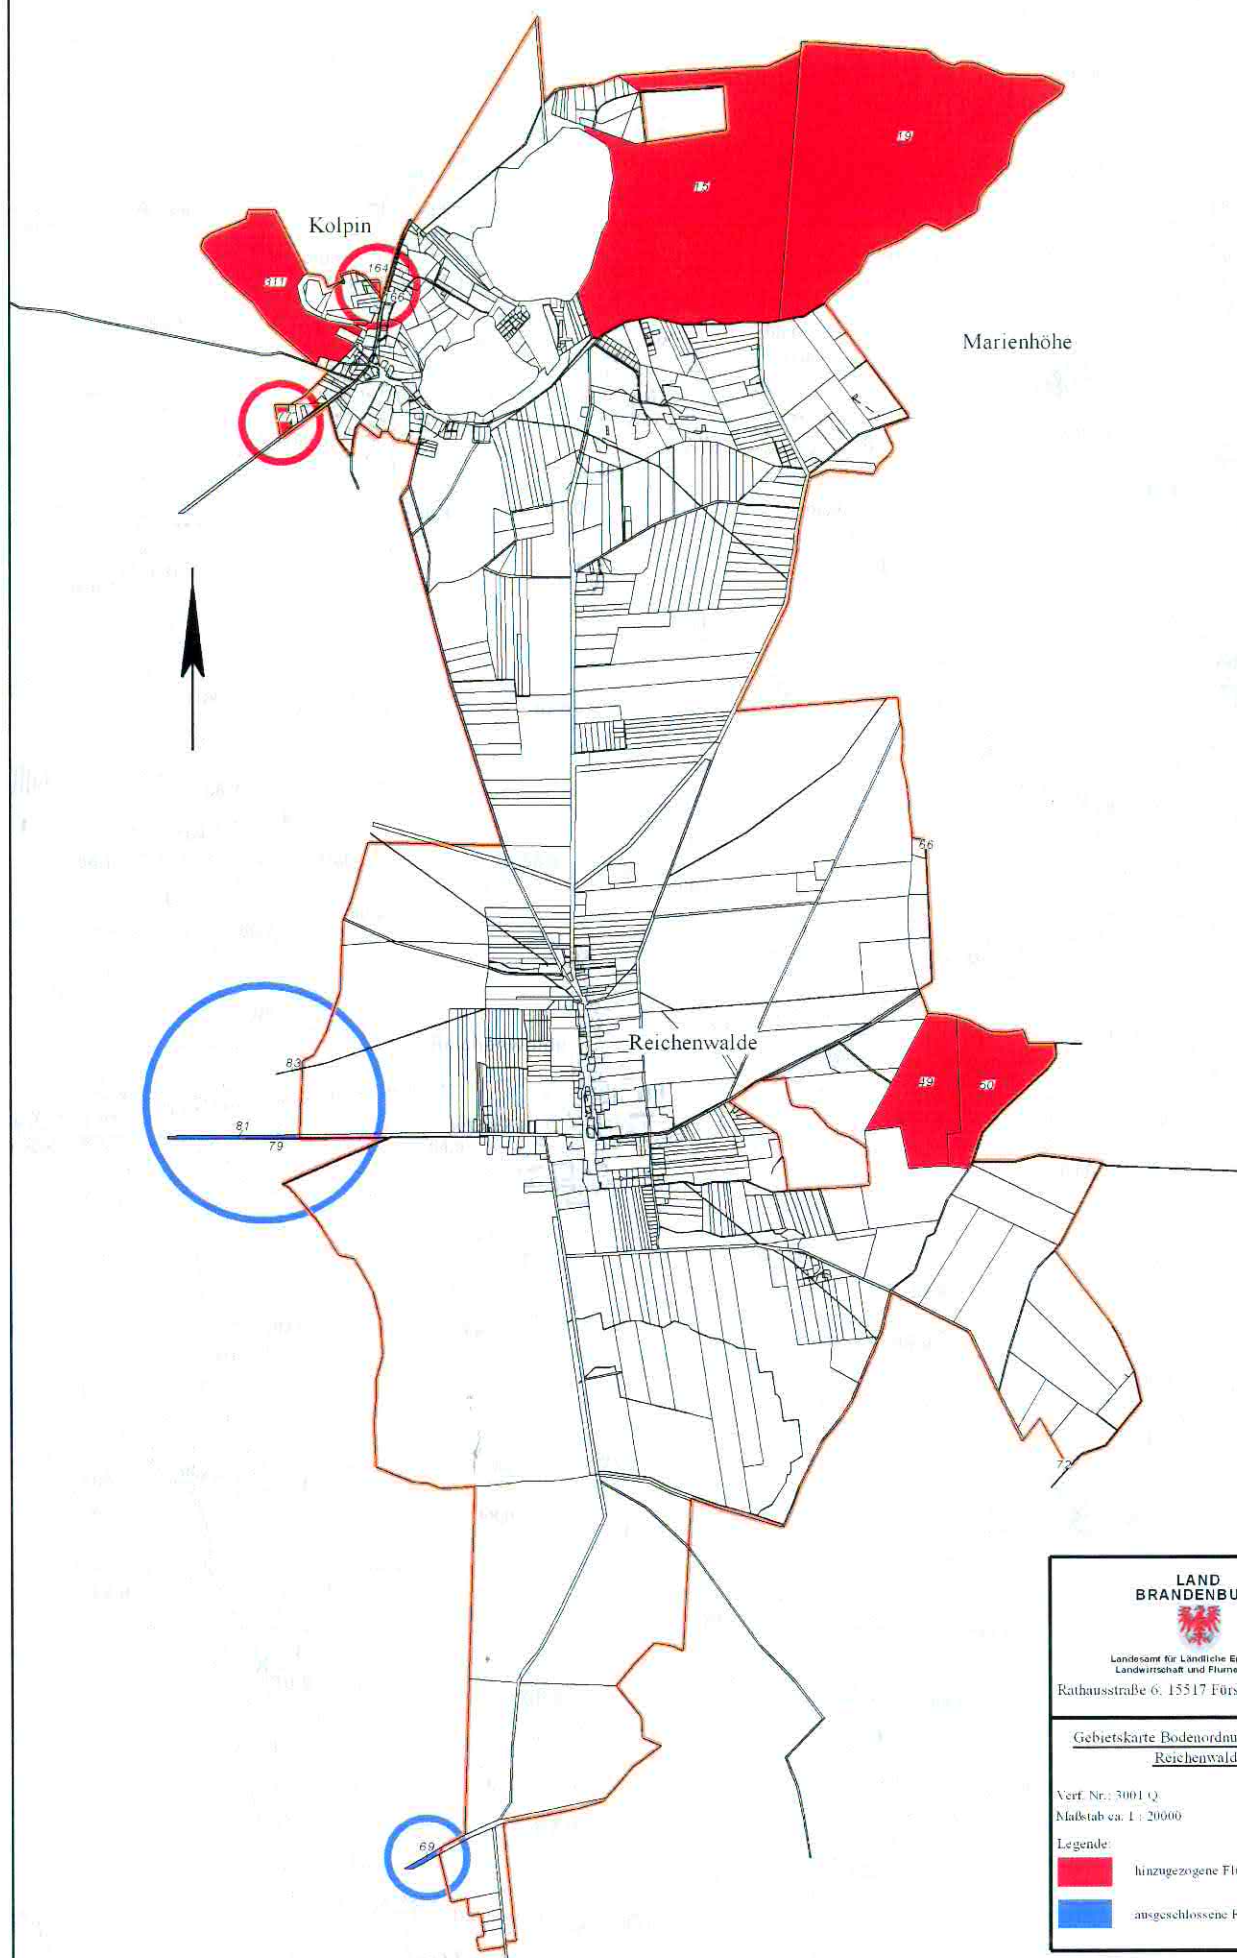 19
15
Kolpin
164
311
166
Marienhöhe
66
Reichenwalde
83
49
50
81
79
72
69
LAND
BRANDENBU
Landesamt für Ländliche E
Landwirtschaft und Flurne
Rathausstraße 6, 15517 Fürs
Gebietskarte Bodenordnu
Reichenwald
Verf. Nr.: 3001 Q
Maßstab ca. 1 : 20000
Legende:
hinzugezogene Fl
ausgeschlossene F